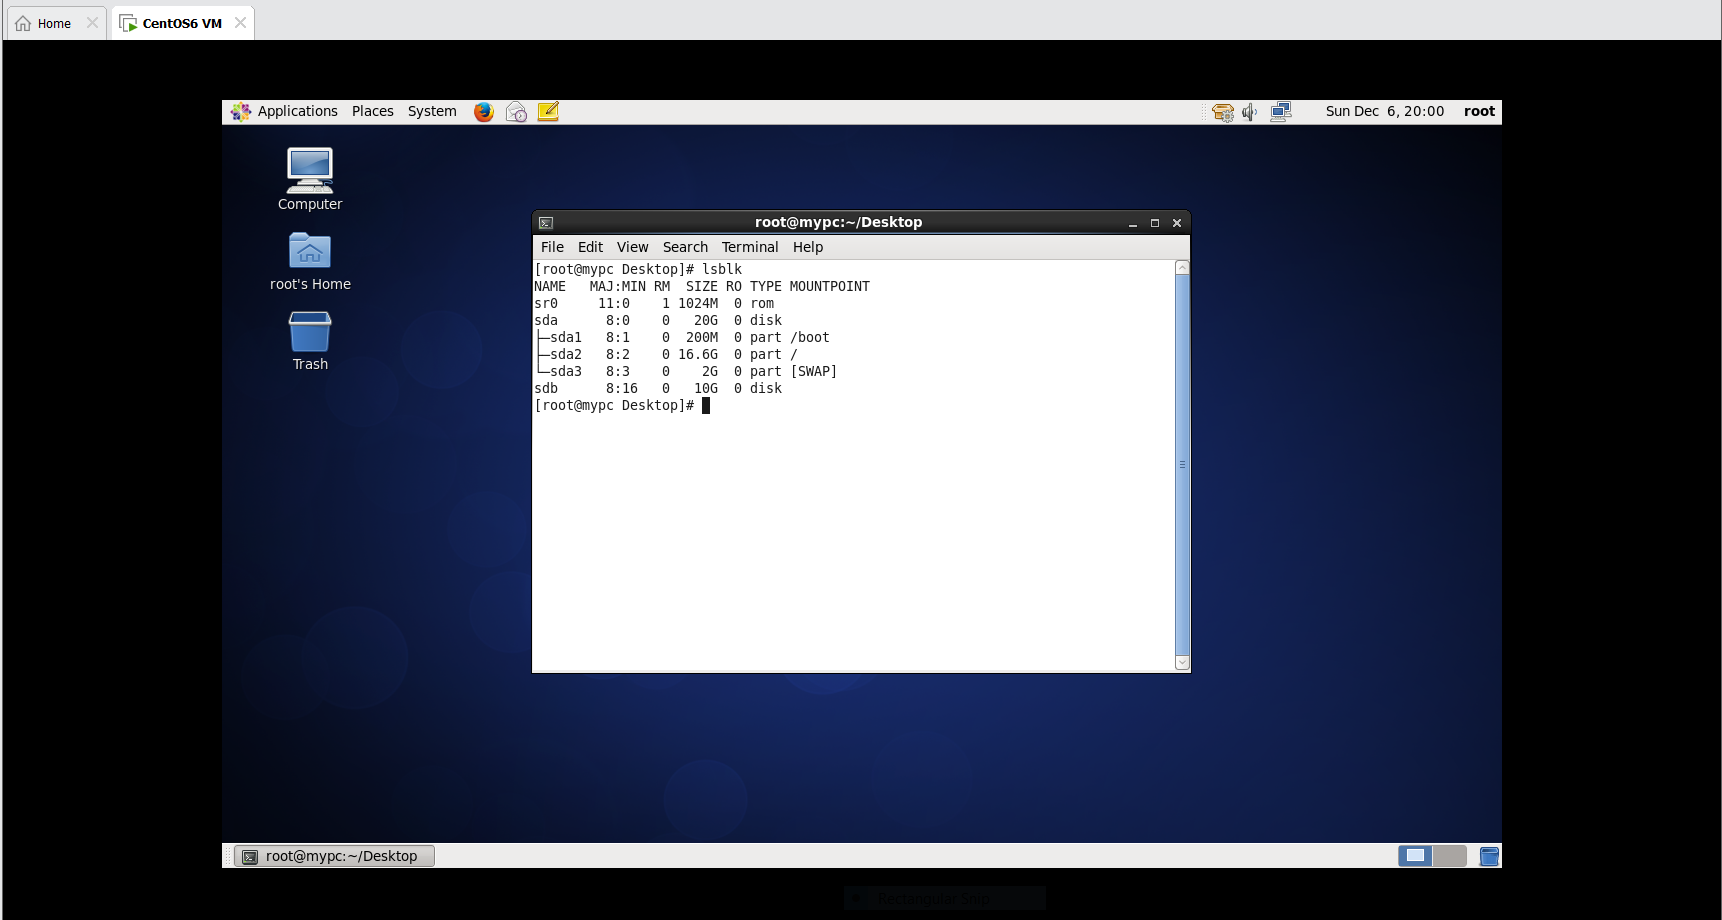 Home
CentOS6 VM
Applications Places System
Sun Dec 6, 20:00 root
Computer
root's Home
Trash
root@mypc:~/Desktop
File Edit View Search Terminal Help
[root@mypc Desktop]# lsblk
NAME   MAJ:MIN RM  SIZE RO TYPE MOUNTPOINT
sr0     11:0    1 1024M  0 rom
sda      8:0    0   20G  0 disk
├─sda1   8:1    0  200M  0 part /boot
├─sda2   8:2    0 16.6G  0 part /
└─sda3   8:3    0    2G  0 part [SWAP]
sdb      8:16   0   10G  0 disk
[root@mypc Desktop]#
root@mypc:~/Desktop
Rectangular Snip